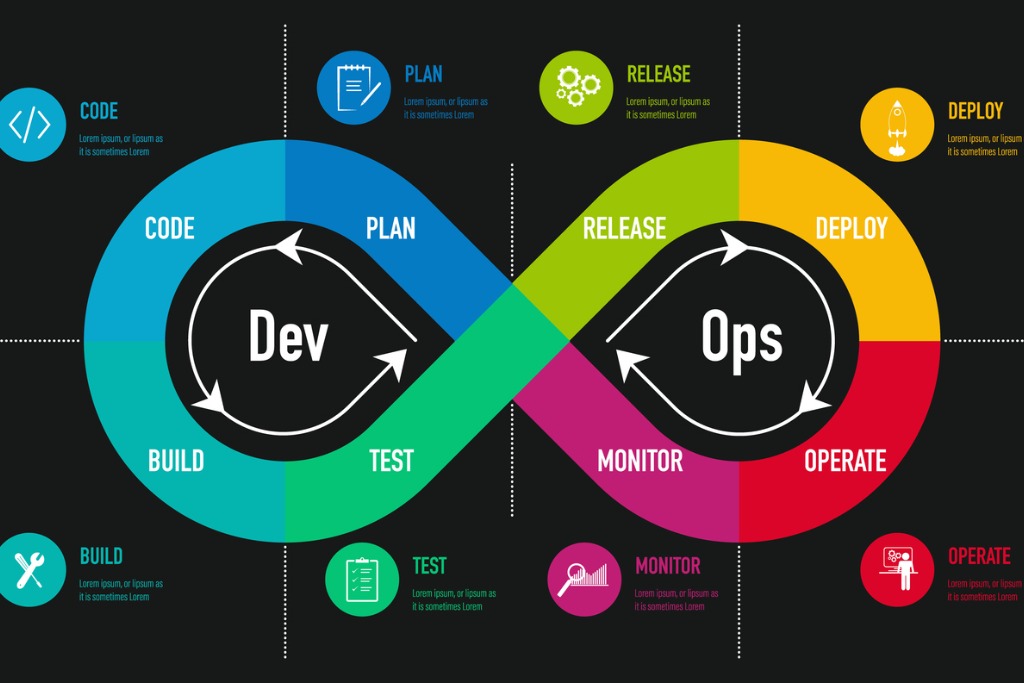 PLAN
Lorem ipsum, or lipsum as
it is sometimes Lorem
RELEASE
Lorem ipsum, or lipsum as
it is sometimes Lorem
CODE
Lorem ipsum, or lipsum as
it is sometimes Lorem
DEPLOY
Lorem ipsum, or lipsum
it is sometimes Lorem
CODE
PLAN
RELEASE
DEPLOY
Dev
Ops
BUILD
TEST
MONITOR
OPERATE
BUILD
Lorem ipsum, or lipsum as
it is sometimes Lorem
TEST
Lorem ipsum, or lipsum as
it is sometimes Lorem
MONITOR
Lorem ipsum, or lipsum as
it is sometimes Lorem
OPERATE
Lorem ipsum, or lipsum
it is sometimes Lorem